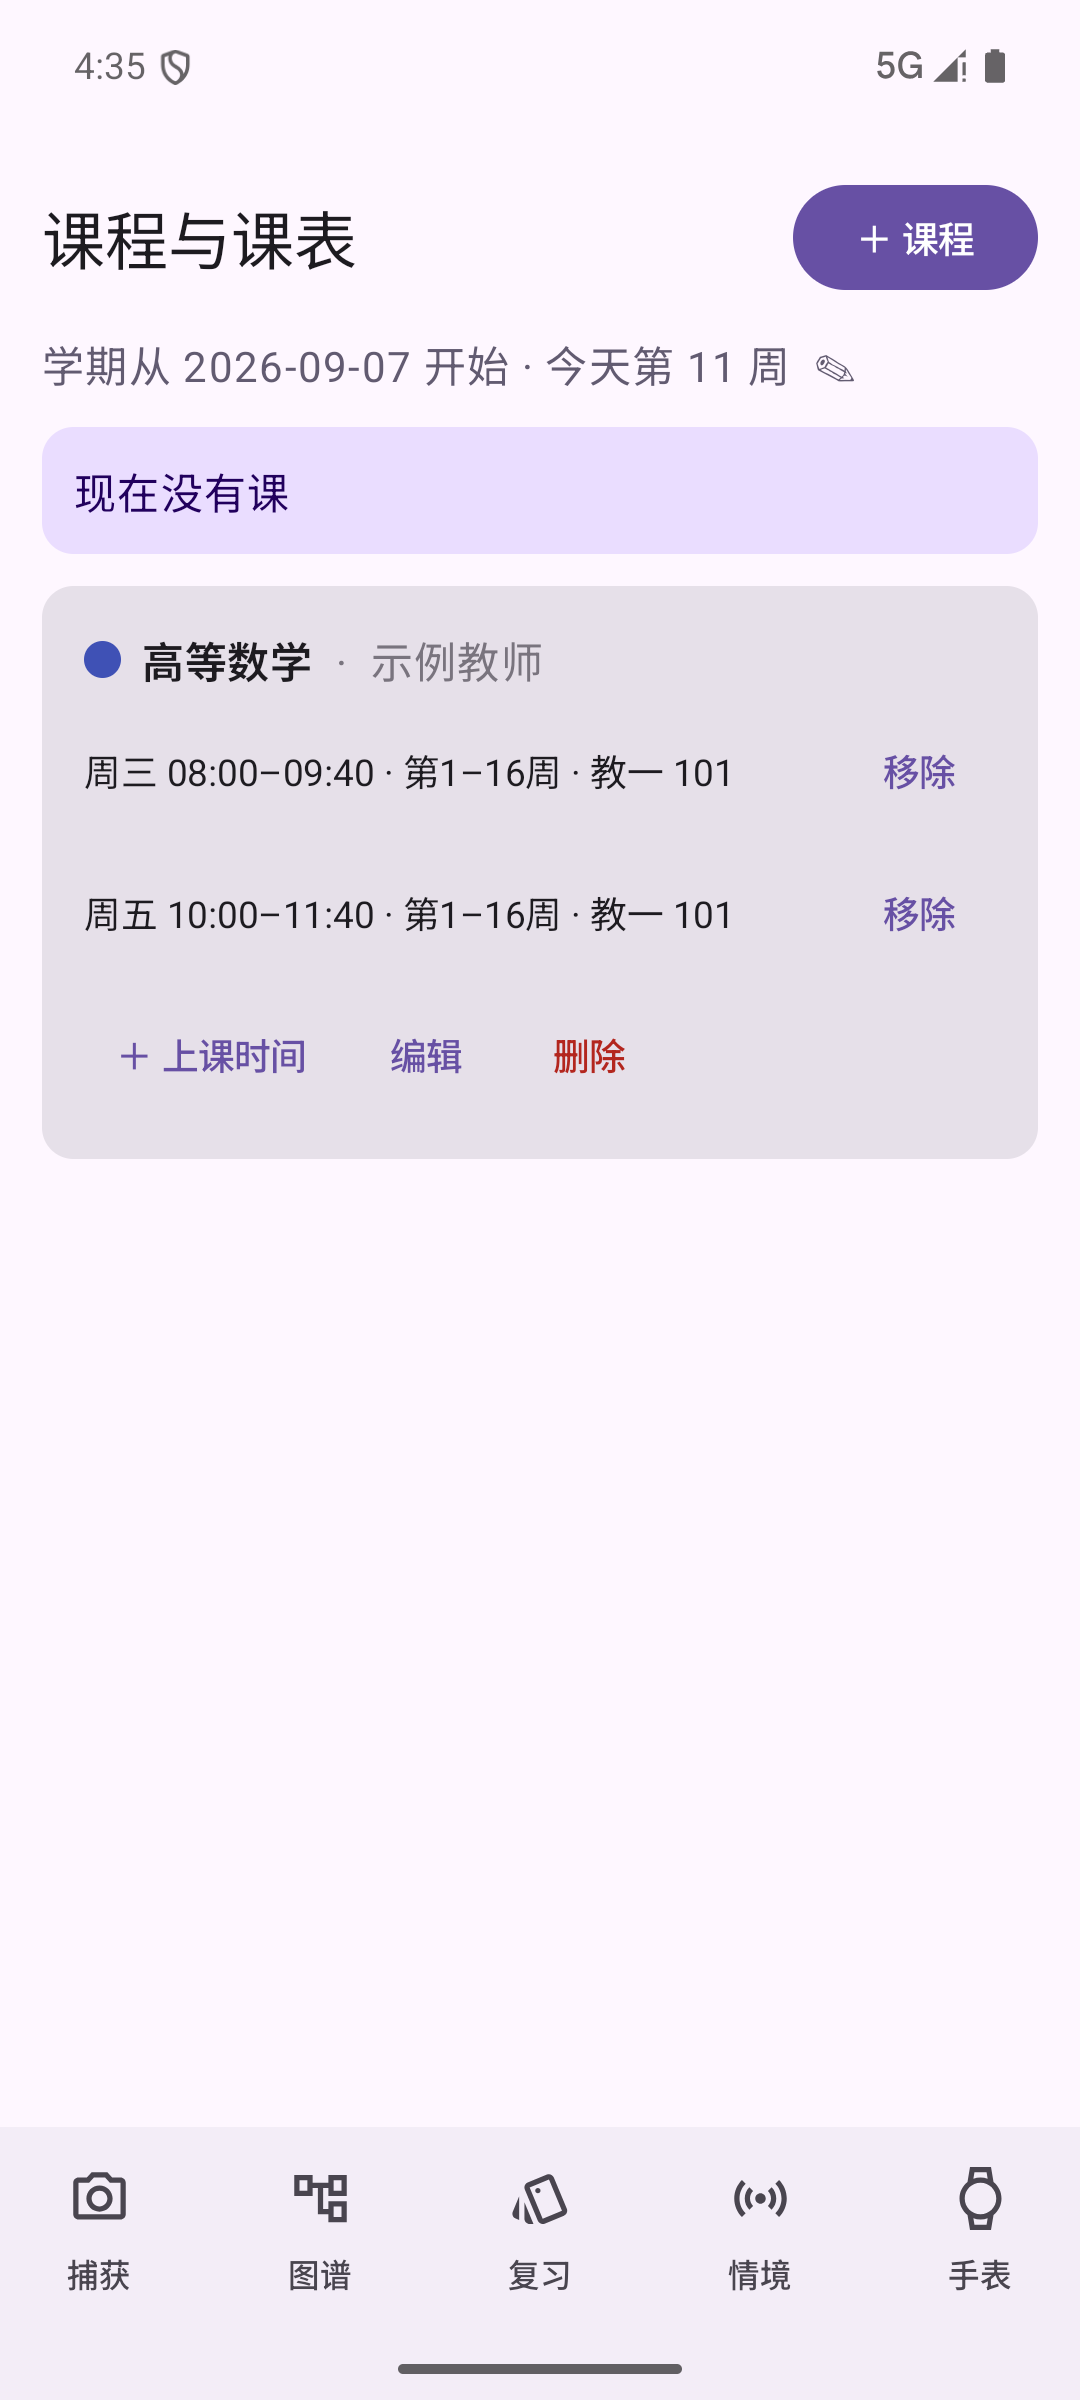 4:35
5G
课程与课表
＋ 课程
学期从 2026-09-07 开始 · 今天第 11 周 ✎
现在没有课
高等数学 · 示例教师
周三 08:00–09:40 · 第1–16周 · 教一 101
移除
周五 10:00–11:40 · 第1–16周 · 教一 101
移除
＋ 上课时间
编辑
删除
捕获
图谱
复习
情境
手表